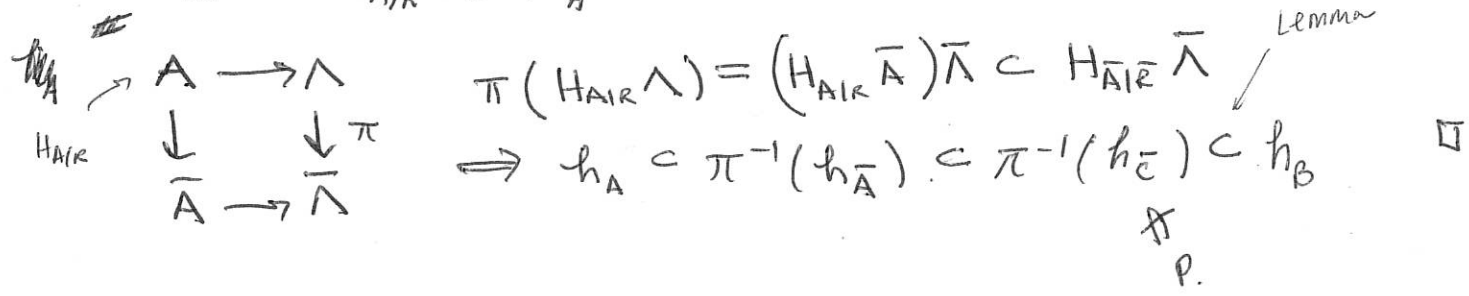 Lemma
A → Λ    π(H_{A|R} Λ) = (H_{A|R} Ā)Λ̄ ⊂ H_{Ā|R̄} Λ̄
H_{A|R}    ↓    ↓ π
⟹ h_A ⊂ π⁻¹(h_Ā) ⊂ π⁻¹(h_C̄) ⊂ h_B    □
Ā → Λ̄
P.